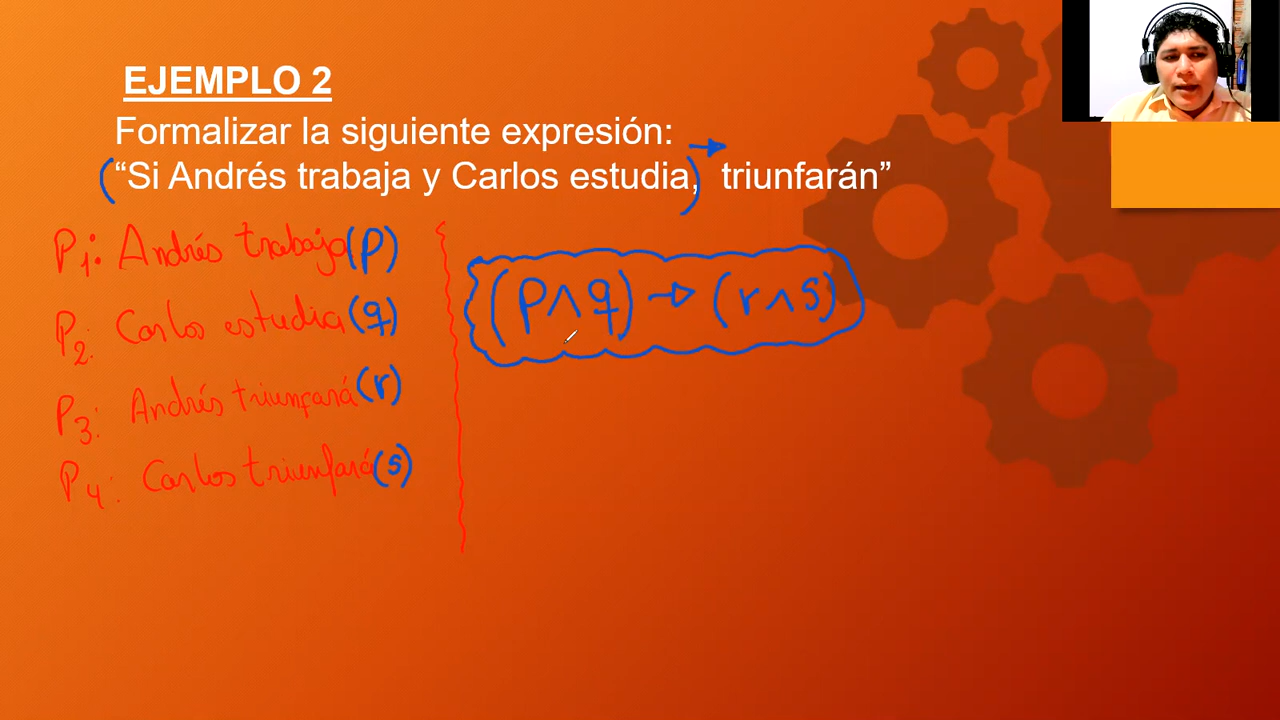 EJEMPLO 2
Formalizar la siguiente expresión:
(“Si Andrés trabaja y Carlos estudia,) → triunfarán”
P1: Andrés trabaja (p)
P2: Carlos estudia (q)
P3: Andrés triunfará (r)
P4: Carlos triunfará (s)
(p ∧ q) → (r ∧ s)